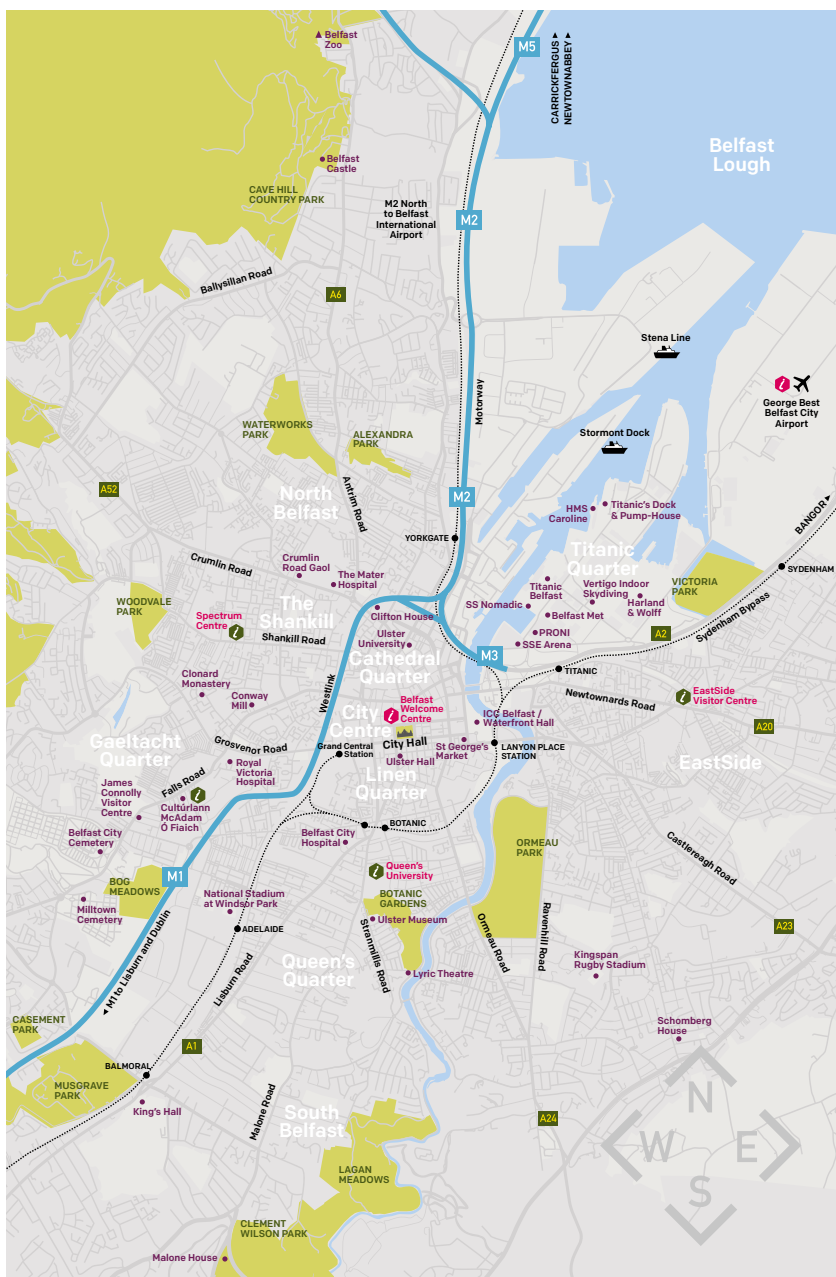 Belfast
Zoo
M5
CARRICKFERGUS
NEWTOWNABBEY
Belfast
Lough
Belfast
Castle
CAVE HILL
COUNTRY PARK
M2 North
to Belfast
International
Airport
M2
Ballysillan Road
A6
Stena Line
George Best
Belfast City
Airport
Motorway
WATERWORKS
PARK
ALEXANDRA
PARK
Stormont Dock
A52
North
Belfast
Antrim Road
M2
HMS
Caroline
Titanic's Dock
& Pump-House
BANGOR
YORKGATE
Titanic
Quarter
Crumlin Road
Crumlin
Road Gaol
The Mater
Hospital
SYDENHAM
VICTORIA
PARK
Titanic
Belfast
Vertigo Indoor
Skydiving
Harland
& Wolff
WOODVALE
PARK
The
Shankill
Clifton House
SS Nomadic
Belfast Met
Sydenham Bypass
Spectrum
Centre
Shankill Road
Ulster
University
PRONI
SSE Arena
A2
Cathedral
Quarter
M3
TITANIC
Clonard
Monastery
Conway
Mill
Westlink
Newtownards Road
EastSide
Visitor Centre
City
Centre
Belfast
Welcome
Centre
ICC Belfast /
Waterfront Hall
A20
Gaeltacht
Quarter
Grosvenor Road
Grand Central
Station
City Hall
Ulster Hall
St George's
Market
LANYON PLACE
STATION
EastSide
Royal
Victoria
Hospital
Linen
Quarter
Falls Road
James
Connolly
Visitor
Centre
Cultúrlann
McAdam
Ó Fiaich
Belfast City
Cemetery
Belfast City
Hospital
BOTANIC
ORMEAU
PARK
Castlereagh Road
M1
Queen's
University
BOG
MEADOWS
BOTANIC
GARDENS
National Stadium
at Windsor Park
Milltown
Cemetery
Ulster Museum
ADELAIDE
Stranmillis Road
Ormeau Road
Ravenhill Road
A23
M1 to Lisburn and Dublin
Lisburn Road
Queen's
Quarter
Lyric Theatre
Kingspan
Rugby Stadium
CASEMENT
PARK
A1
Schomberg
House
BALMORAL
MUSGRAVE
PARK
King's Hall
Malone Road
South
Belfast
A24
N
W
E
S
LAGAN
MEADOWS
CLEMENT
WILSON PARK
Malone House